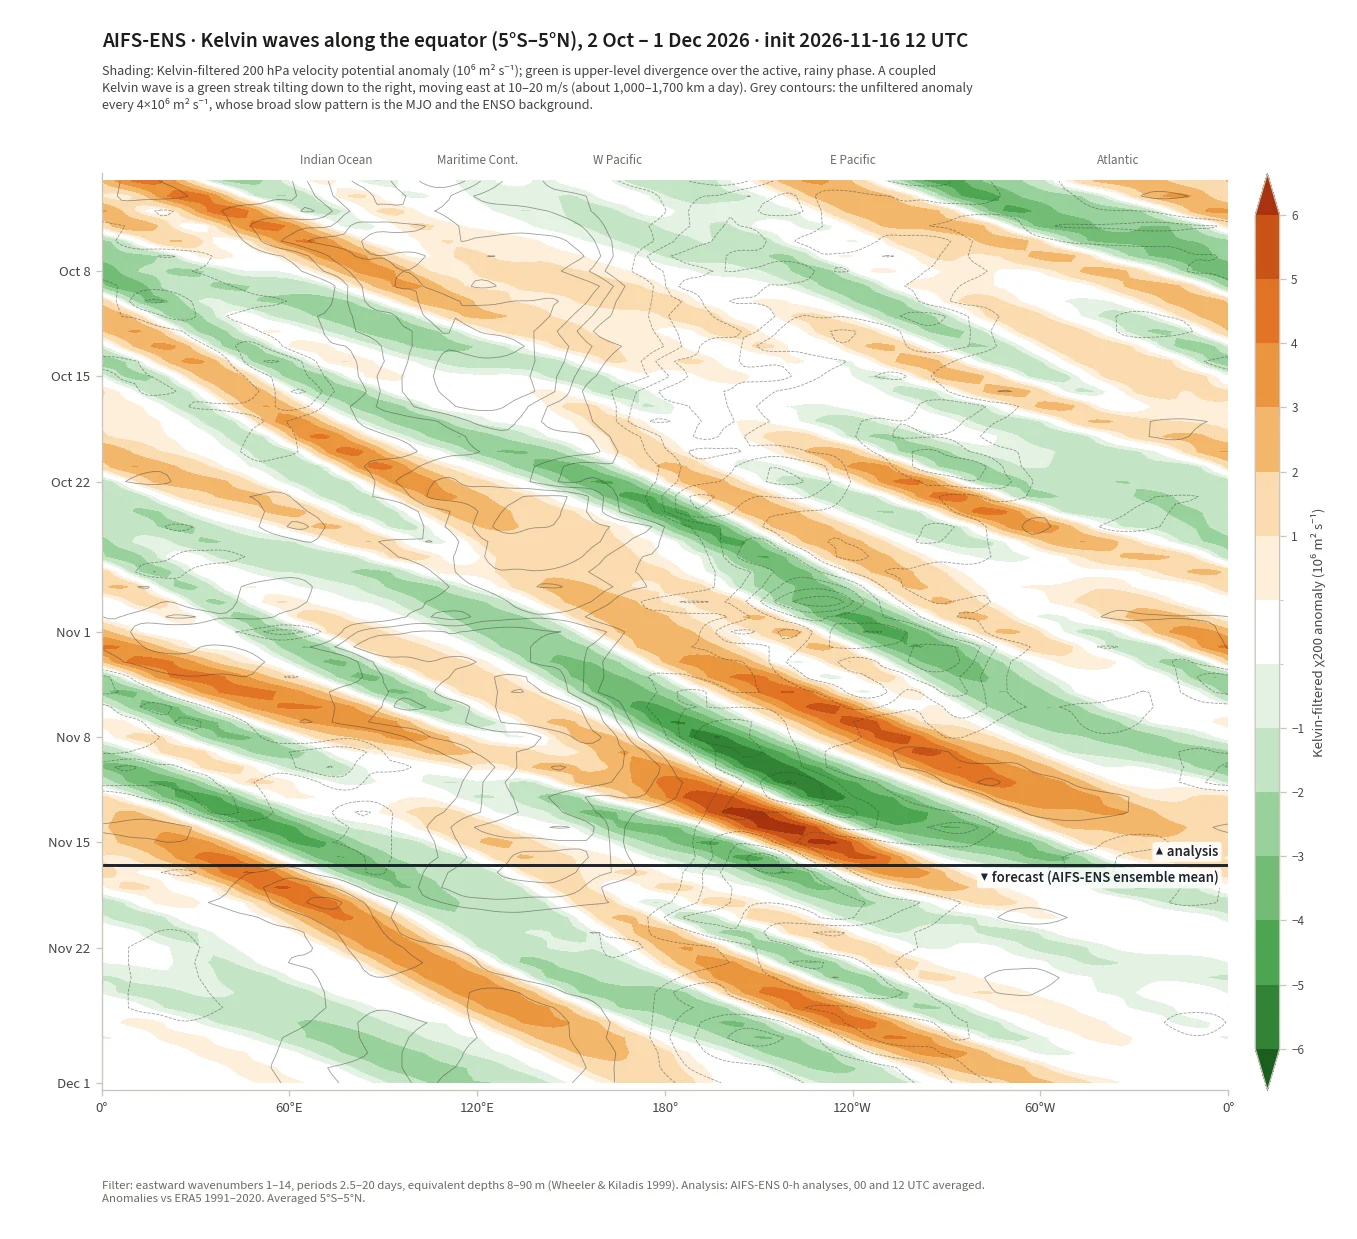 AIFS-ENS · Kelvin waves along the equator (5°S–5°N), 2 Oct – 1 Dec 2026 · init 2026-11-16 12 UTC
Shading: Kelvin-filtered 200 hPa velocity potential anomaly (10⁶ m² s⁻¹); green is upper-level divergence over the active, rainy phase. A coupled
Kelvin wave is a green streak tilting down to the right, moving east at 10–20 m/s (about 1,000–1,700 km a day). Grey contours: the unfiltered anomaly
every 4×10⁶ m² s⁻¹, whose broad slow pattern is the MJO and the ENSO background.
Indian Ocean Maritime Cont. W Pacific E Pacific Atlantic
Oct 8
Oct 15
Oct 22
Nov 1
Nov 8
Nov 15
Nov 22
Dec 1
▲ analysis
▼ forecast (AIFS-ENS ensemble mean)
0° 60°E 120°E 180° 120°W 60°W 0°
6
5
4
3
2
1
−1
−2
−3
−4
−5
−6
Kelvin-filtered χ200 anomaly (10⁶ m² s⁻¹)
Filter: eastward wavenumbers 1–14, periods 2.5–20 days, equivalent depths 8–90 m (Wheeler & Kiladis 1999). Analysis: AIFS-ENS 0-h analyses, 00 and 12 UTC averaged.
Anomalies vs ERA5 1991–2020. Averaged 5°S–5°N.